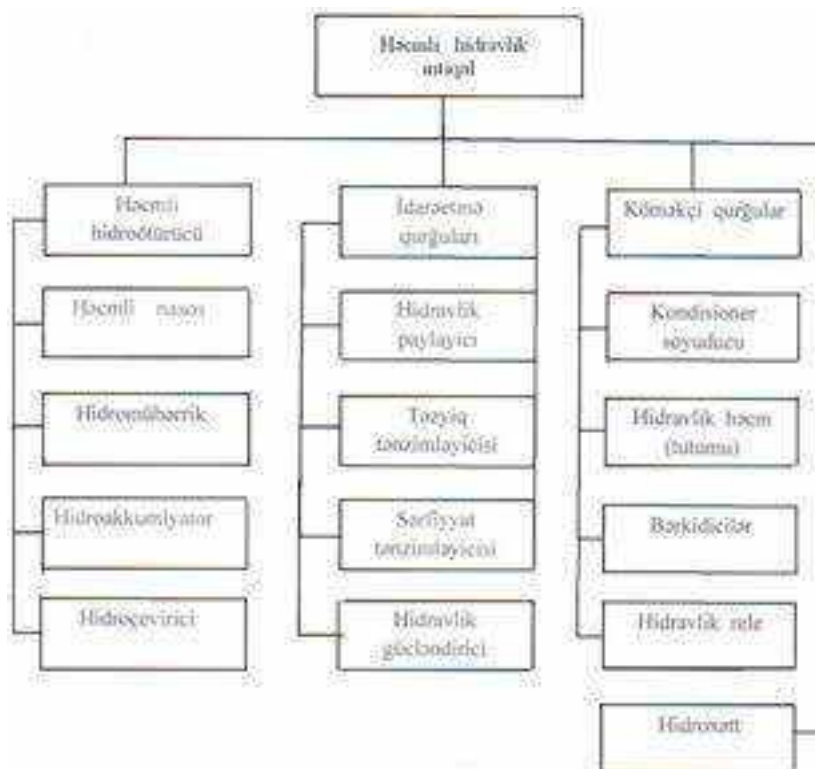 Həcmli hidravlik
intiqal
Həcmli
hidroötürücü
Həcmli nasos
Hidromühərrik
Hidroakkumlyator
Hidroçevirici
İdarəetmə
qurğuları
Hidravlik
paylayıcı
Təzyiq
tənzimləyicisi
Sərfiyyat
tənzimləyicisi
Hidravlik
gücləndirici
Köməkçi qurğular
Kondisioner
soyuducu
Hidravlik həcm
(tutumu)
Bərkidicilər
Hidravlik rele
Hidroxətt